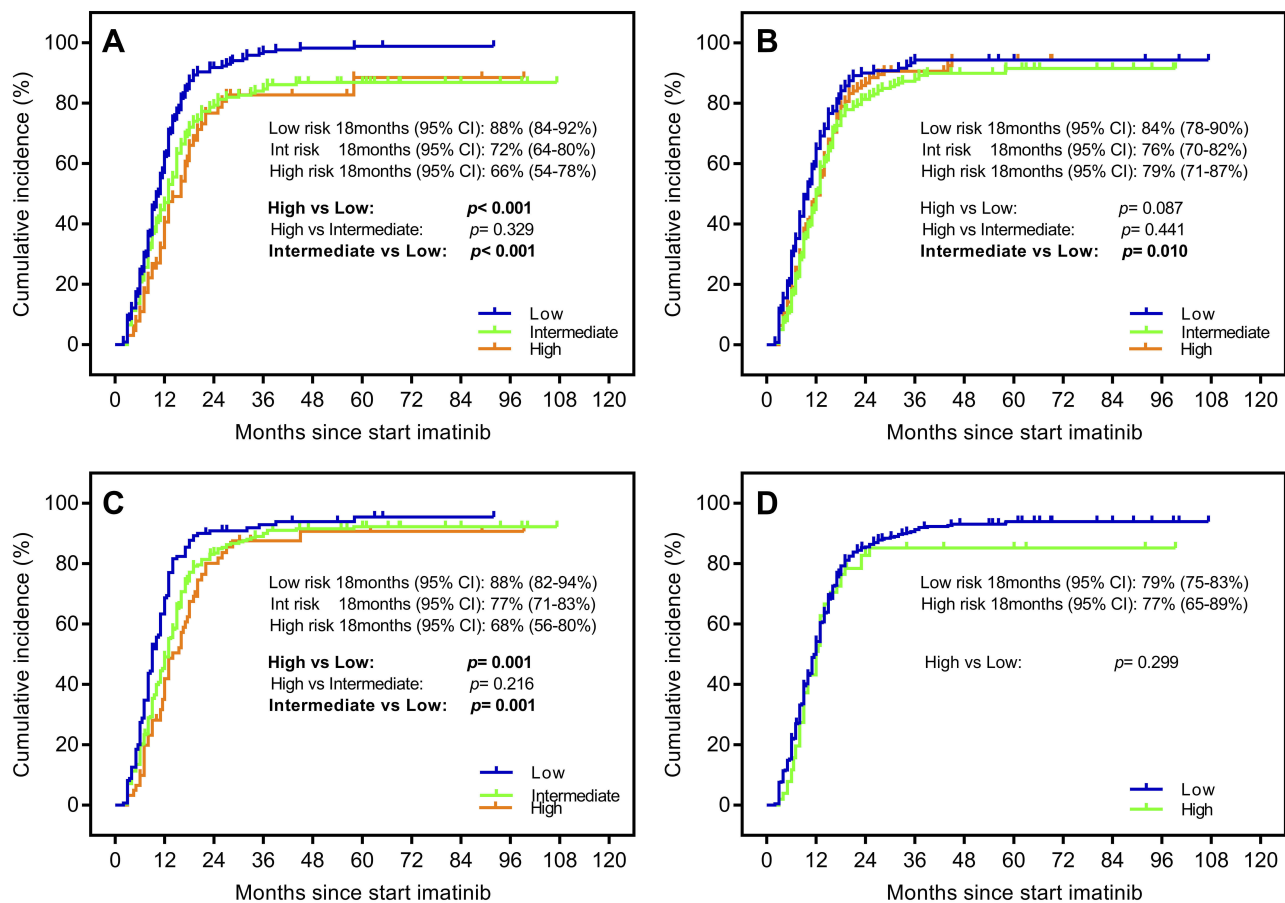 A
Cumulative incidence (%)
100
80
60
40
20
0
Low risk 18months (95% CI): 88% (84-92%)
Int risk 18months (95% CI): 72% (64-80%)
High risk 18months (95% CI): 66% (54-78%)
High vs Low: p< 0.001
High vs Intermediate: p= 0.329
Intermediate vs Low: p< 0.001
Low
Intermediate
High
0 12 24 36 48 60 72 84 96 108 120
Months since start imatinib
B
Cumulative incidence (%)
100
80
60
40
20
0
Low risk 18months (95% CI): 84% (78-90%)
Int risk 18months (95% CI): 76% (70-82%)
High risk 18months (95% CI): 79% (71-87%)
High vs Low: p= 0.087
High vs Intermediate: p= 0.441
Intermediate vs Low: p= 0.010
Low
Intermediate
High
0 12 24 36 48 60 72 84 96 108 120
Months since start imatinib
C
Cumulative incidence (%)
100
80
60
40
20
0
Low risk 18months (95% CI): 88% (82-94%)
Int risk 18months (95% CI): 77% (71-83%)
High risk 18months (95% CI): 68% (56-80%)
High vs Low: p= 0.001
High vs Intermediate: p= 0.216
Intermediate vs Low: p= 0.001
Low
Intermediate
High
0 12 24 36 48 60 72 84 96 108 120
Months since start imatinib
D
Cumulative incidence (%)
100
80
60
40
20
0
Low risk 18months (95% CI): 79% (75-83%)
High risk 18months (95% CI): 77% (65-89%)
High vs Low: p= 0.299
Low
High
0 12 24 36 48 60 72 84 96 108 120
Months since start imatinib